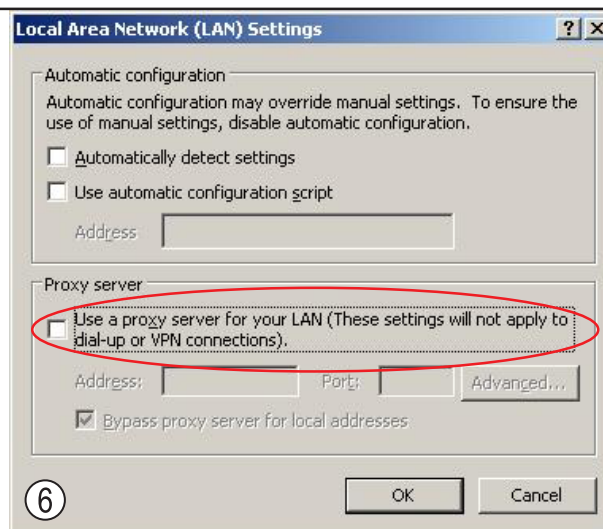 Local Area Network (LAN) Settings
Automatic configuration
Automatic configuration may override manual settings. To ensure the
use of manual settings, disable automatic configuration.
Automatically detect settings
Use automatic configuration script
Address
Proxy server
Use a proxy server for your LAN (These settings will not apply to
dial-up or VPN connections).
Address: Port: Advanced...
Bypass proxy server for local addresses
⑥ OK Cancel